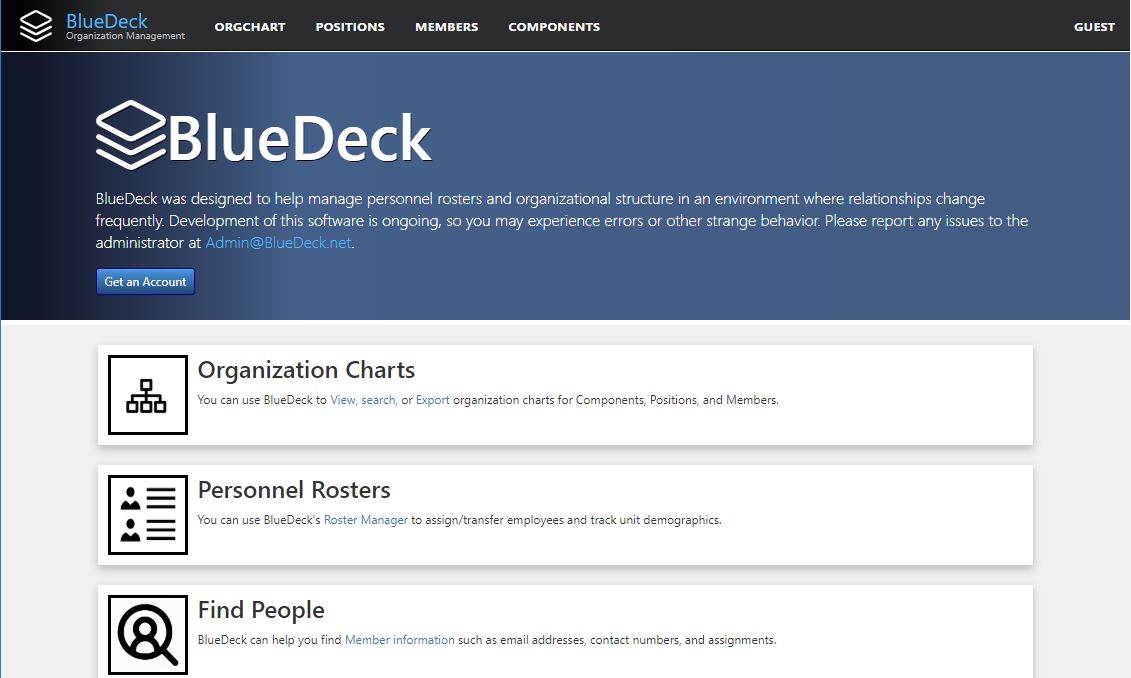 BlueDeck
Organization Management
ORGCHART
POSITIONS
MEMBERS
COMPONENTS
GUEST
BlueDeck
BlueDeck was designed to help manage personnel rosters and organizational structure in an environment where relationships change
frequently. Development of this software is ongoing, so you may experience errors or other strange behavior. Please report any issues to the
administrator at Admin@BlueDeck.net.
Get an Account
Organization Charts
You can use BlueDeck to View, search, or Export organization charts for Components, Positions, and Members.
Personnel Rosters
You can use BlueDeck's Roster Manager to assign/transfer employees and track unit demographics.
Find People
BlueDeck can help you find Member information such as email addresses, contact numbers, and assignments.